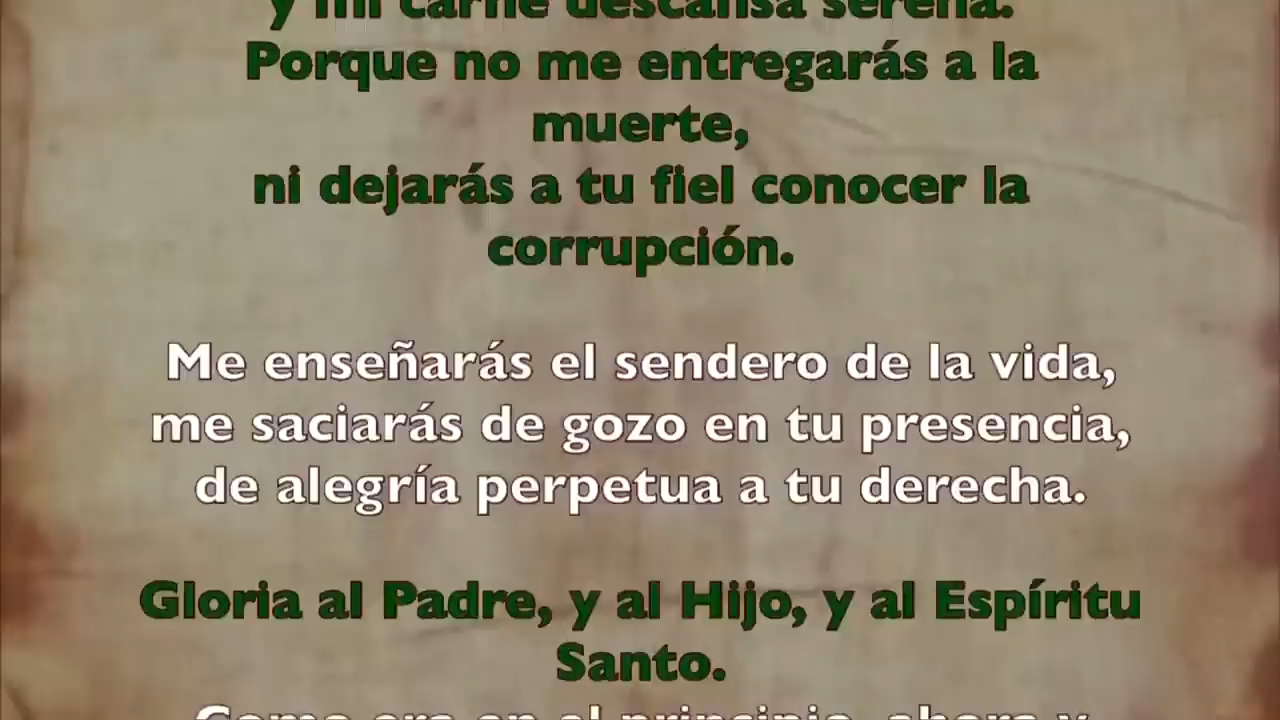 y mi carne descansa serena.
Porque no me entregarás a la
muerte,
ni dejarás a tu fiel conocer la
corrupción.
Me enseñarás el sendero de la vida,
me saciarás de gozo en tu presencia,
de alegría perpetua a tu derecha.
Gloria al Padre, y al Hijo, y al Espíritu
Santo.
Como era en el principio, ahora y